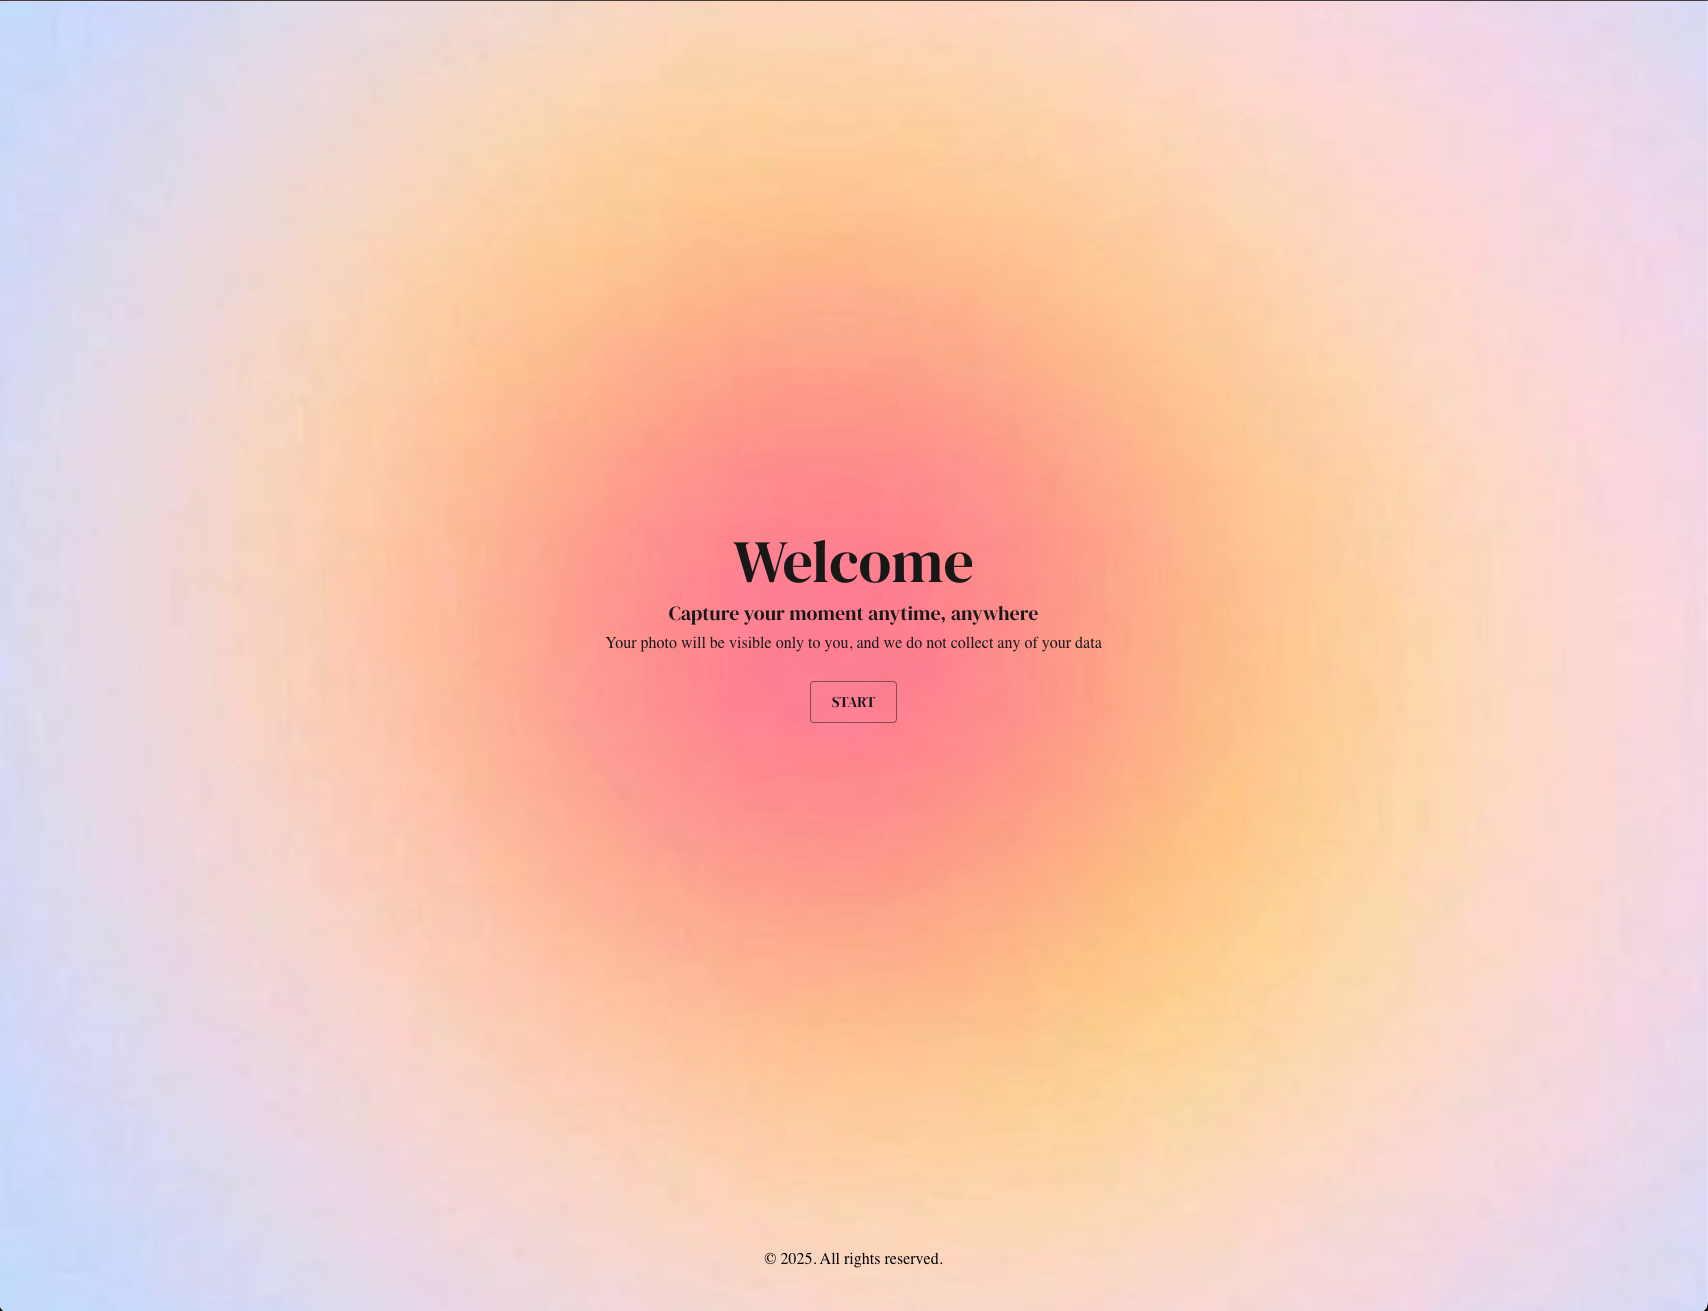 Welcome
Capture your moment anytime, anywhere
Your photo will be visible only to you, and we do not collect any of your data
START
© 2025. All rights reserved.